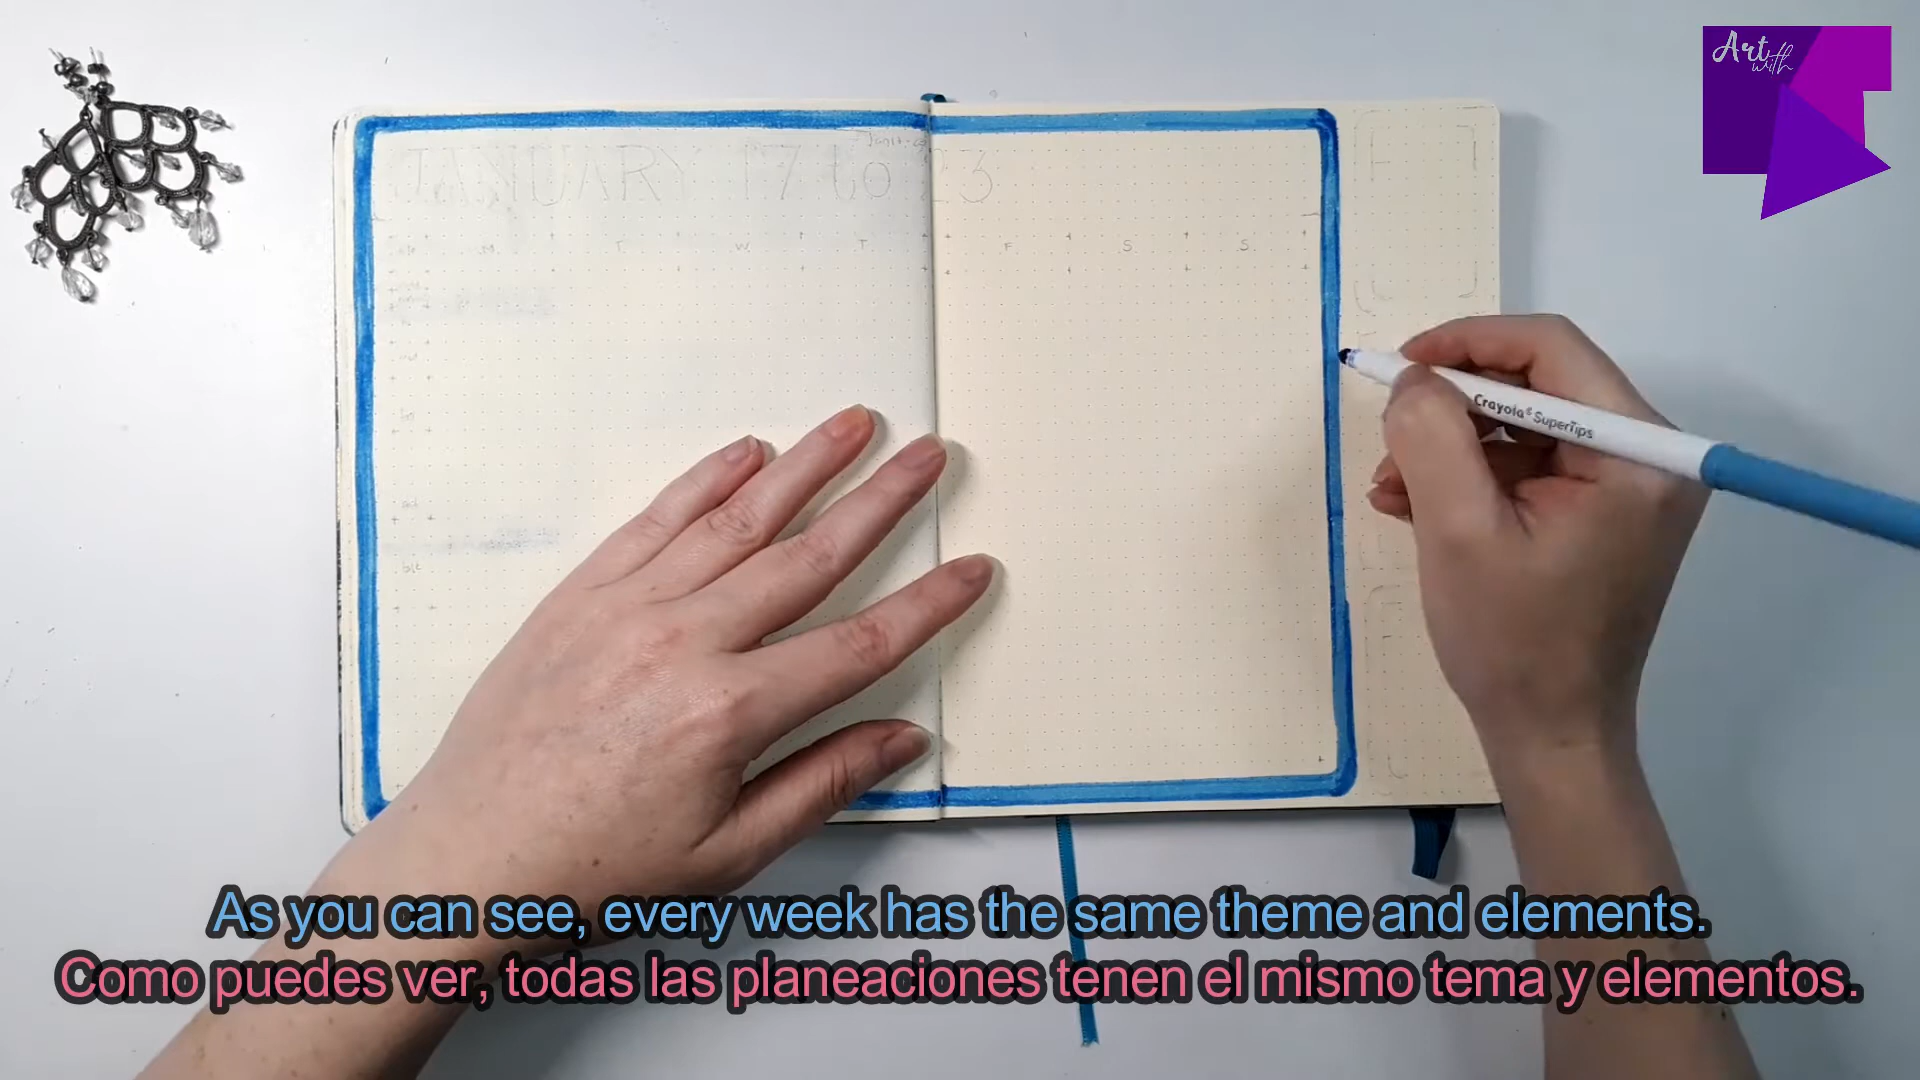 Art
with
JANUARY 17 to 23
M T W T F S S
Crayola® SuperTips
As you can see, every week has the same theme and elements.
Como puedes ver, todas las planeaciones tenen el mismo tema y elementos.